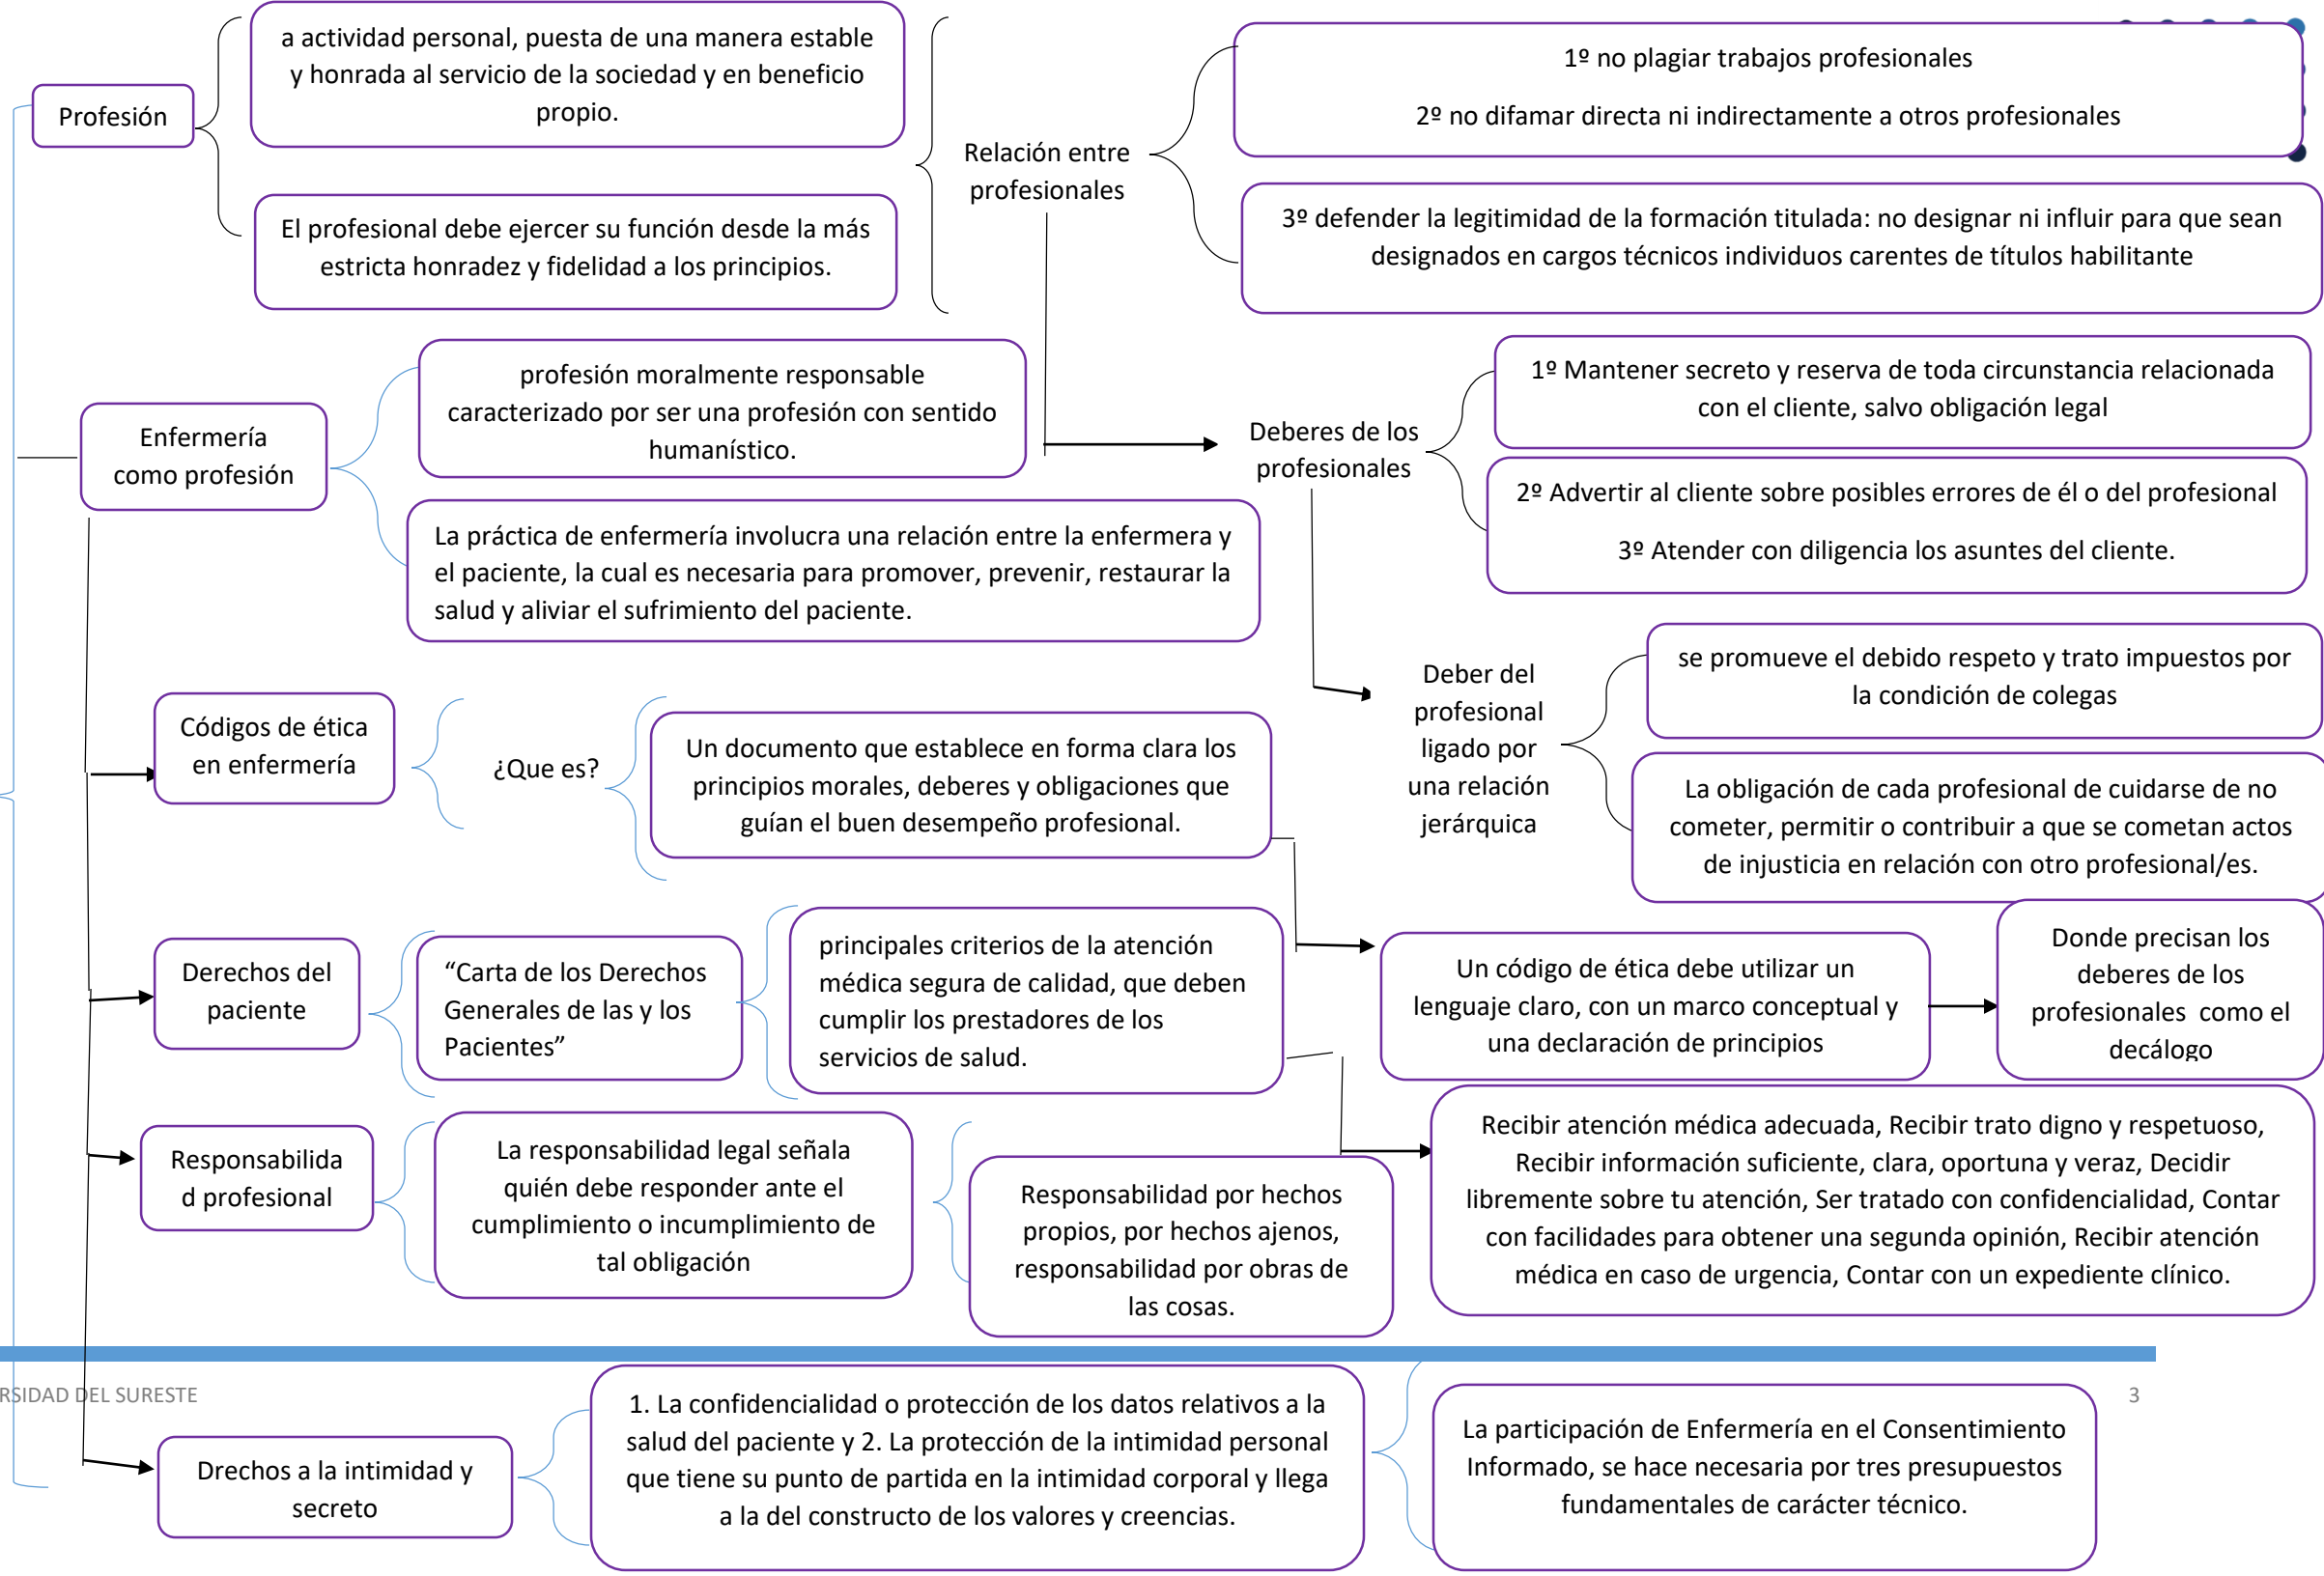 Profesión
a actividad personal, puesta de una manera estable
y honrada al servicio de la sociedad y en beneficio
propio.
El profesional debe ejercer su función desde la más
estricta honradez y fidelidad a los principios.
Relación entre
profesionales
1º no plagiar trabajos profesionales
2º no difamar directa ni indirectamente a otros profesionales
3º defender la legitimidad de la formación titulada: no designar ni influir para que sean
designados en cargos técnicos individuos carentes de títulos habilitante
Enfermería
como profesión
profesión moralmente responsable
caracterizado por ser una profesión con sentido
humanístico.
La práctica de enfermería involucra una relación entre la enfermera y
el paciente, la cual es necesaria para promover, prevenir, restaurar la
salud y aliviar el sufrimiento del paciente.
Deberes de los
profesionales
1º Mantener secreto y reserva de toda circunstancia relacionada
con el cliente, salvo obligación legal
2º Advertir al cliente sobre posibles errores de él o del profesional
3º Atender con diligencia los asuntes del cliente.
Deber del
profesional
ligado por
una relación
jerárquica
se promueve el debido respeto y trato impuestos por
la condición de colegas
La obligación de cada profesional de cuidarse de no
cometer, permitir o contribuir a que se cometan actos
de injusticia en relación con otro profesional/es.
Códigos de ética
en enfermería
¿Que es?
Un documento que establece en forma clara los
principios morales, deberes y obligaciones que
guían el buen desempeño profesional.
Un código de ética debe utilizar un
lenguaje claro, con un marco conceptual y
una declaración de principios
Donde precisan los
deberes de los
profesionales  como el
decálogo
Derechos del
paciente
“Carta de los Derechos
Generales de las y los
Pacientes”
principales criterios de la atención
médica segura de calidad, que deben
cumplir los prestadores de los
servicios de salud.
Recibir atención médica adecuada, Recibir trato digno y respetuoso,
Recibir información suficiente, clara, oportuna y veraz, Decidir
libremente sobre tu atención, Ser tratado con confidencialidad, Contar
con facilidades para obtener una segunda opinión, Recibir atención
médica en caso de urgencia, Contar con un expediente clínico.
Responsabilida
d profesional
La responsabilidad legal señala
quién debe responder ante el
cumplimiento o incumplimiento de
tal obligación
Responsabilidad por hechos
propios, por hechos ajenos,
responsabilidad por obras de
las cosas.
RSIDAD DEL SURESTE
3
Drechos a la intimidad y
secreto
1. La confidencialidad o protección de los datos relativos a la
salud del paciente y 2. La protección de la intimidad personal
que tiene su punto de partida en la intimidad corporal y llega
a la del constructo de los valores y creencias.
La participación de Enfermería en el Consentimiento
Informado, se hace necesaria por tres presupuestos
fundamentales de carácter técnico.